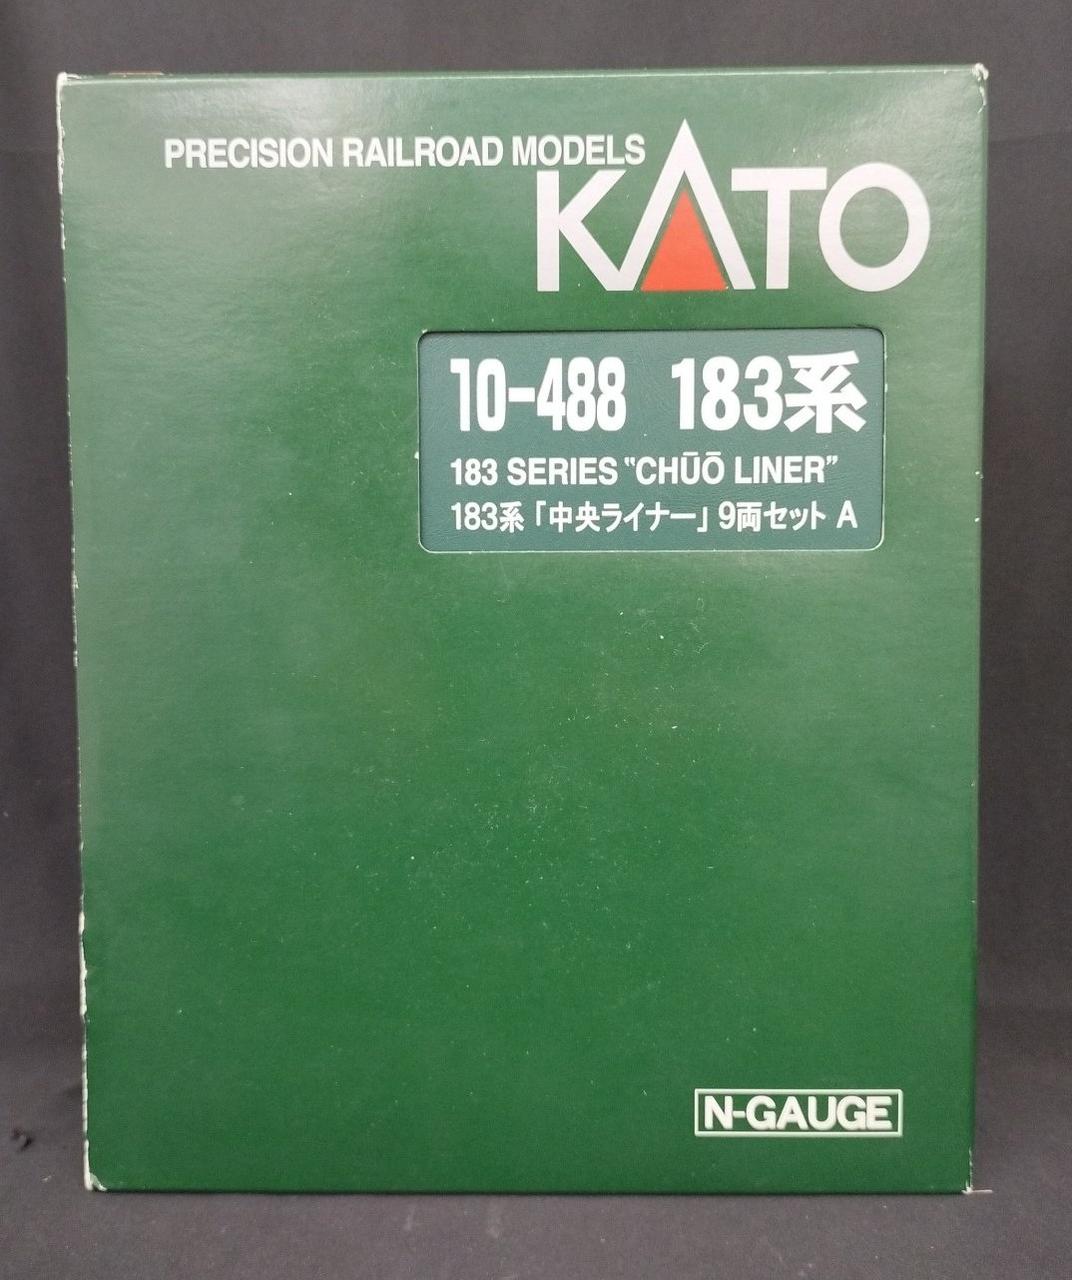 PRECISION RAILROAD MODELS
KATO
10-488 183系
183 SERIES "CHŪŌ LINER"
183系「中央ライナー」9両セット A
N-GAUGE